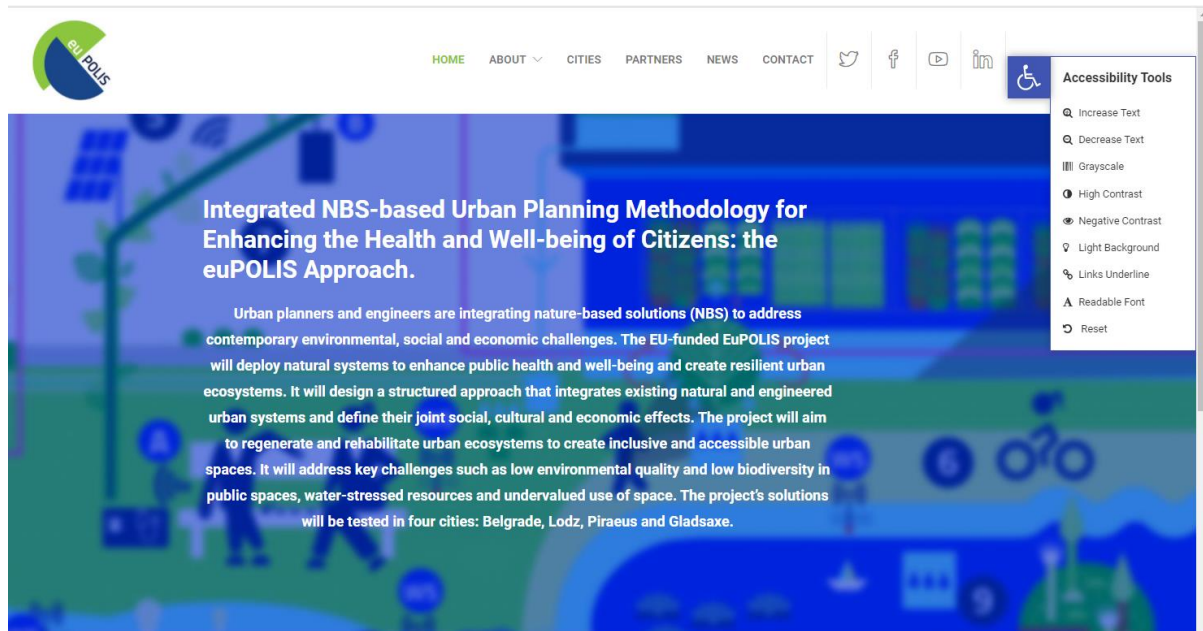 eu POLIS
HOME ABOUT CITIES PARTNERS NEWS CONTACT
Accessibility Tools
Increase Text
Decrease Text
Grayscale
High Contrast
Negative Contrast
Light Background
Links Underline
A Readable Font
Reset
Integrated NBS-based Urban Planning Methodology for
Enhancing the Health and Well-being of Citizens: the
euPOLIS Approach.
Urban planners and engineers are integrating nature-based solutions (NBS) to address
contemporary environmental, social and economic challenges. The EU-funded EuPOLIS project
will deploy natural systems to enhance public health and well-being and create resilient urban
ecosystems. It will design a structured approach that integrates existing natural and engineered
urban systems and define their joint social, cultural and economic effects. The project will aim
to regenerate and rehabilitate urban ecosystems to create inclusive and accessible urban
spaces. It will address key challenges such as low environmental quality and low biodiversity in
public spaces, water-stressed resources and undervalued use of space. The project's solutions
will be tested in four cities: Belgrade, Lodz, Piraeus and Gladsaxe.
A
WS
6
WS
9